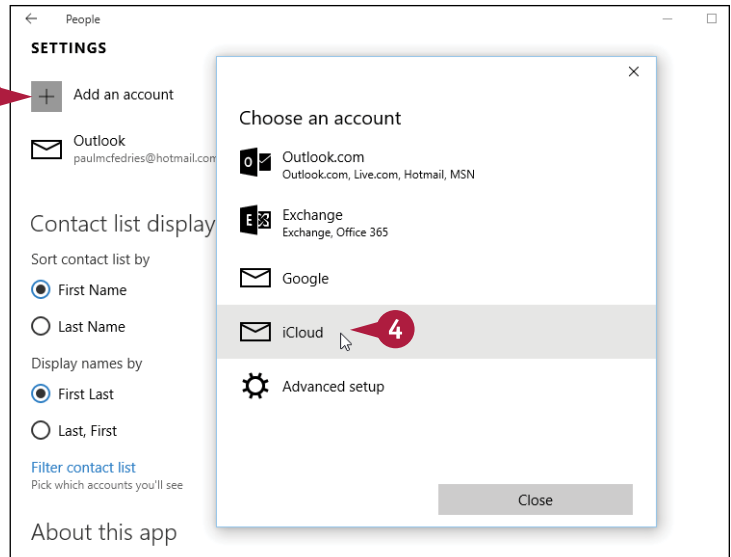 People
SETTINGS
Add an account
Outlook
paulmcfedries@hotmail.com
Contact list display
Sort contact list by
First Name
Last Name
Display names by
First Last
Last, First
Filter contact list
Pick which accounts you'll see
About this app
Choose an account
Outlook.com
Outlook.com, Live.com, Hotmail, MSN
Exchange
Exchange, Office 365
Google
iCloud
4
Advanced setup
Close